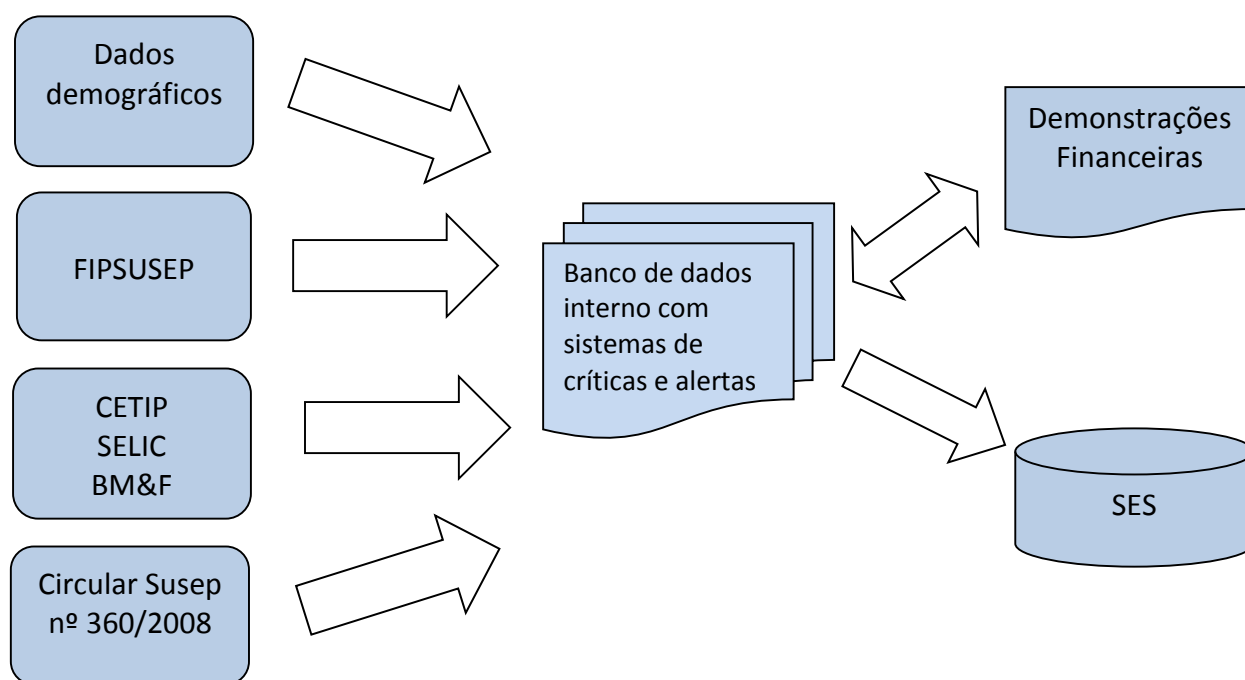 Dados
demográficos
FIPSUSEP
CETIP
SELIC
BM&F
Circular Susep
nº 360/2008
Banco de dados
interno com
sistemas de
críticas e alertas
Demonstrações
Financeiras
SES